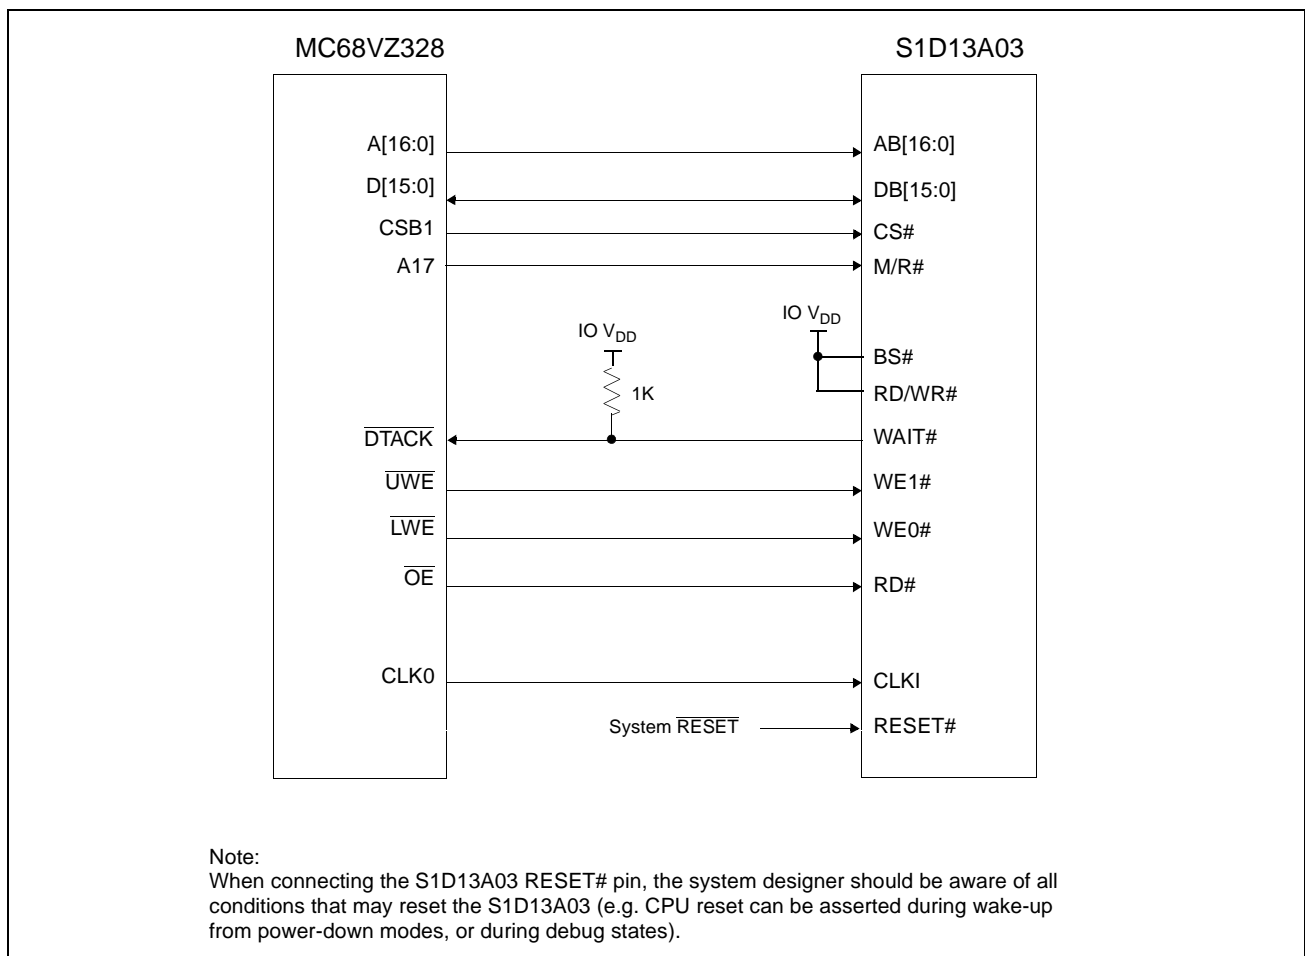 MC68VZ328 S1D13A03
A[16:0] AB[16:0]
D[15:0] DB[15:0]
CSB1 CS#
A17 M/R#
IO VDD
IO VDD
BS#
1K
RD/WR#
DTACK WAIT#
UWE WE1#
LWE WE0#
OE RD#
CLK0 CLKI
System RESET RESET#
Note:
When connecting the S1D13A03 RESET# pin, the system designer should be aware of all
conditions that may reset the S1D13A03 (e.g. CPU reset can be asserted during wake-up
from power-down modes, or during debug states).